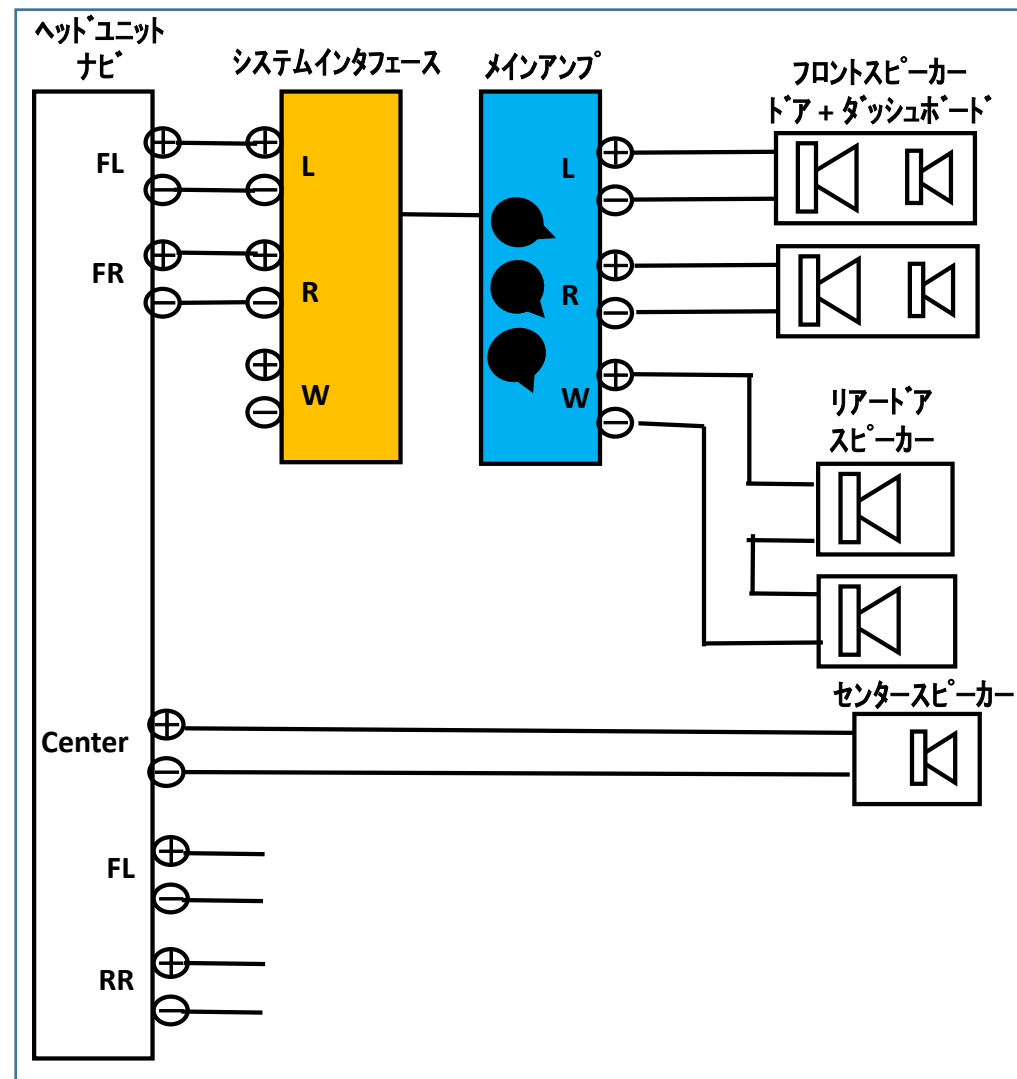 ヘッドユニット
ナビ
システムインタフェース
メインアンプ
フロントスピーカー
ドア + ダッシュボード
FL
L
L
FR
R
R
W
W
リアードア
スピーカー
センタースピーカー
Center
FL
RR